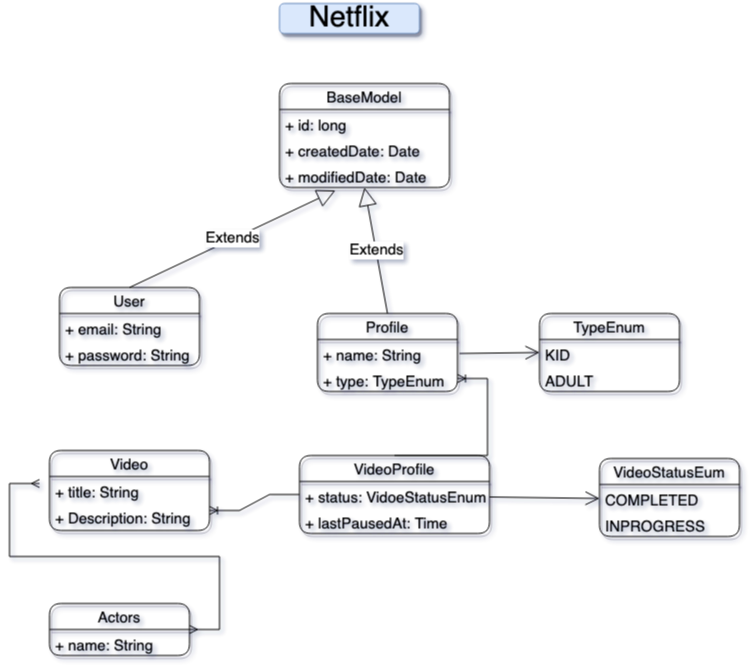 Netflix
BaseModel
+ id: long
+ createdDate: Date
+ modifiedDate: Date
Extends
Extends
User
+ email: String
+ password: String
Profile
+ name: String
+ type: TypeEnum
TypeEnum
KID
ADULT
Video
+ title: String
+ Description: String
VideoProfile
+ status: VidoeStatusEnum
+ lastPausedAt: Time
VideoStatusEum
COMPLETED
INPROGRESS
Actors
+ name: String